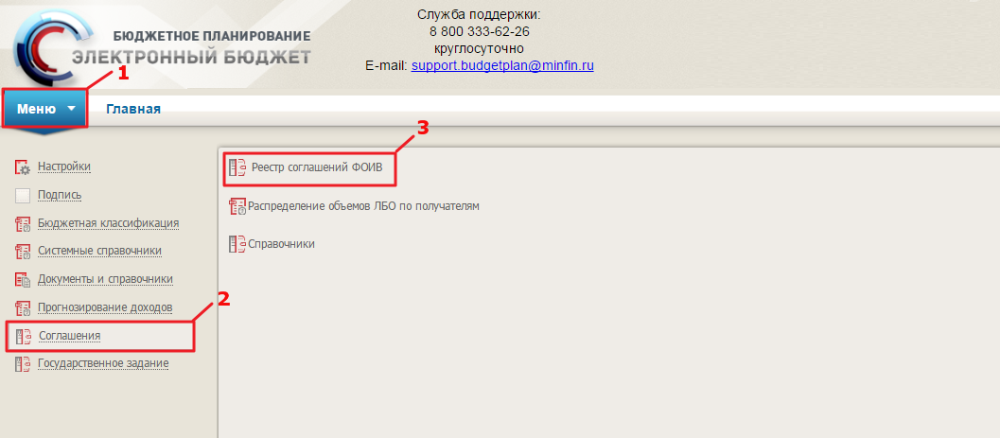 БЮДЖЕТНОЕ ПЛАНИРОВАНИЕ
ЭЛЕКТРОННЫЙ БЮДЖЕТ
Служба поддержки:
8 800 333-62-26
круглосуточно
E-mail: support.budgetplan@minfin.ru
1
Меню
Главная
3
Настройки
Подпись
Бюджетная классификация
Системные справочники
Документы и справочники
Прогнозирование доходов
2
Соглашения
Государственное задание
Реестр соглашений ФОИВ
Распределение объемов ЛБО по получателям
Справочники